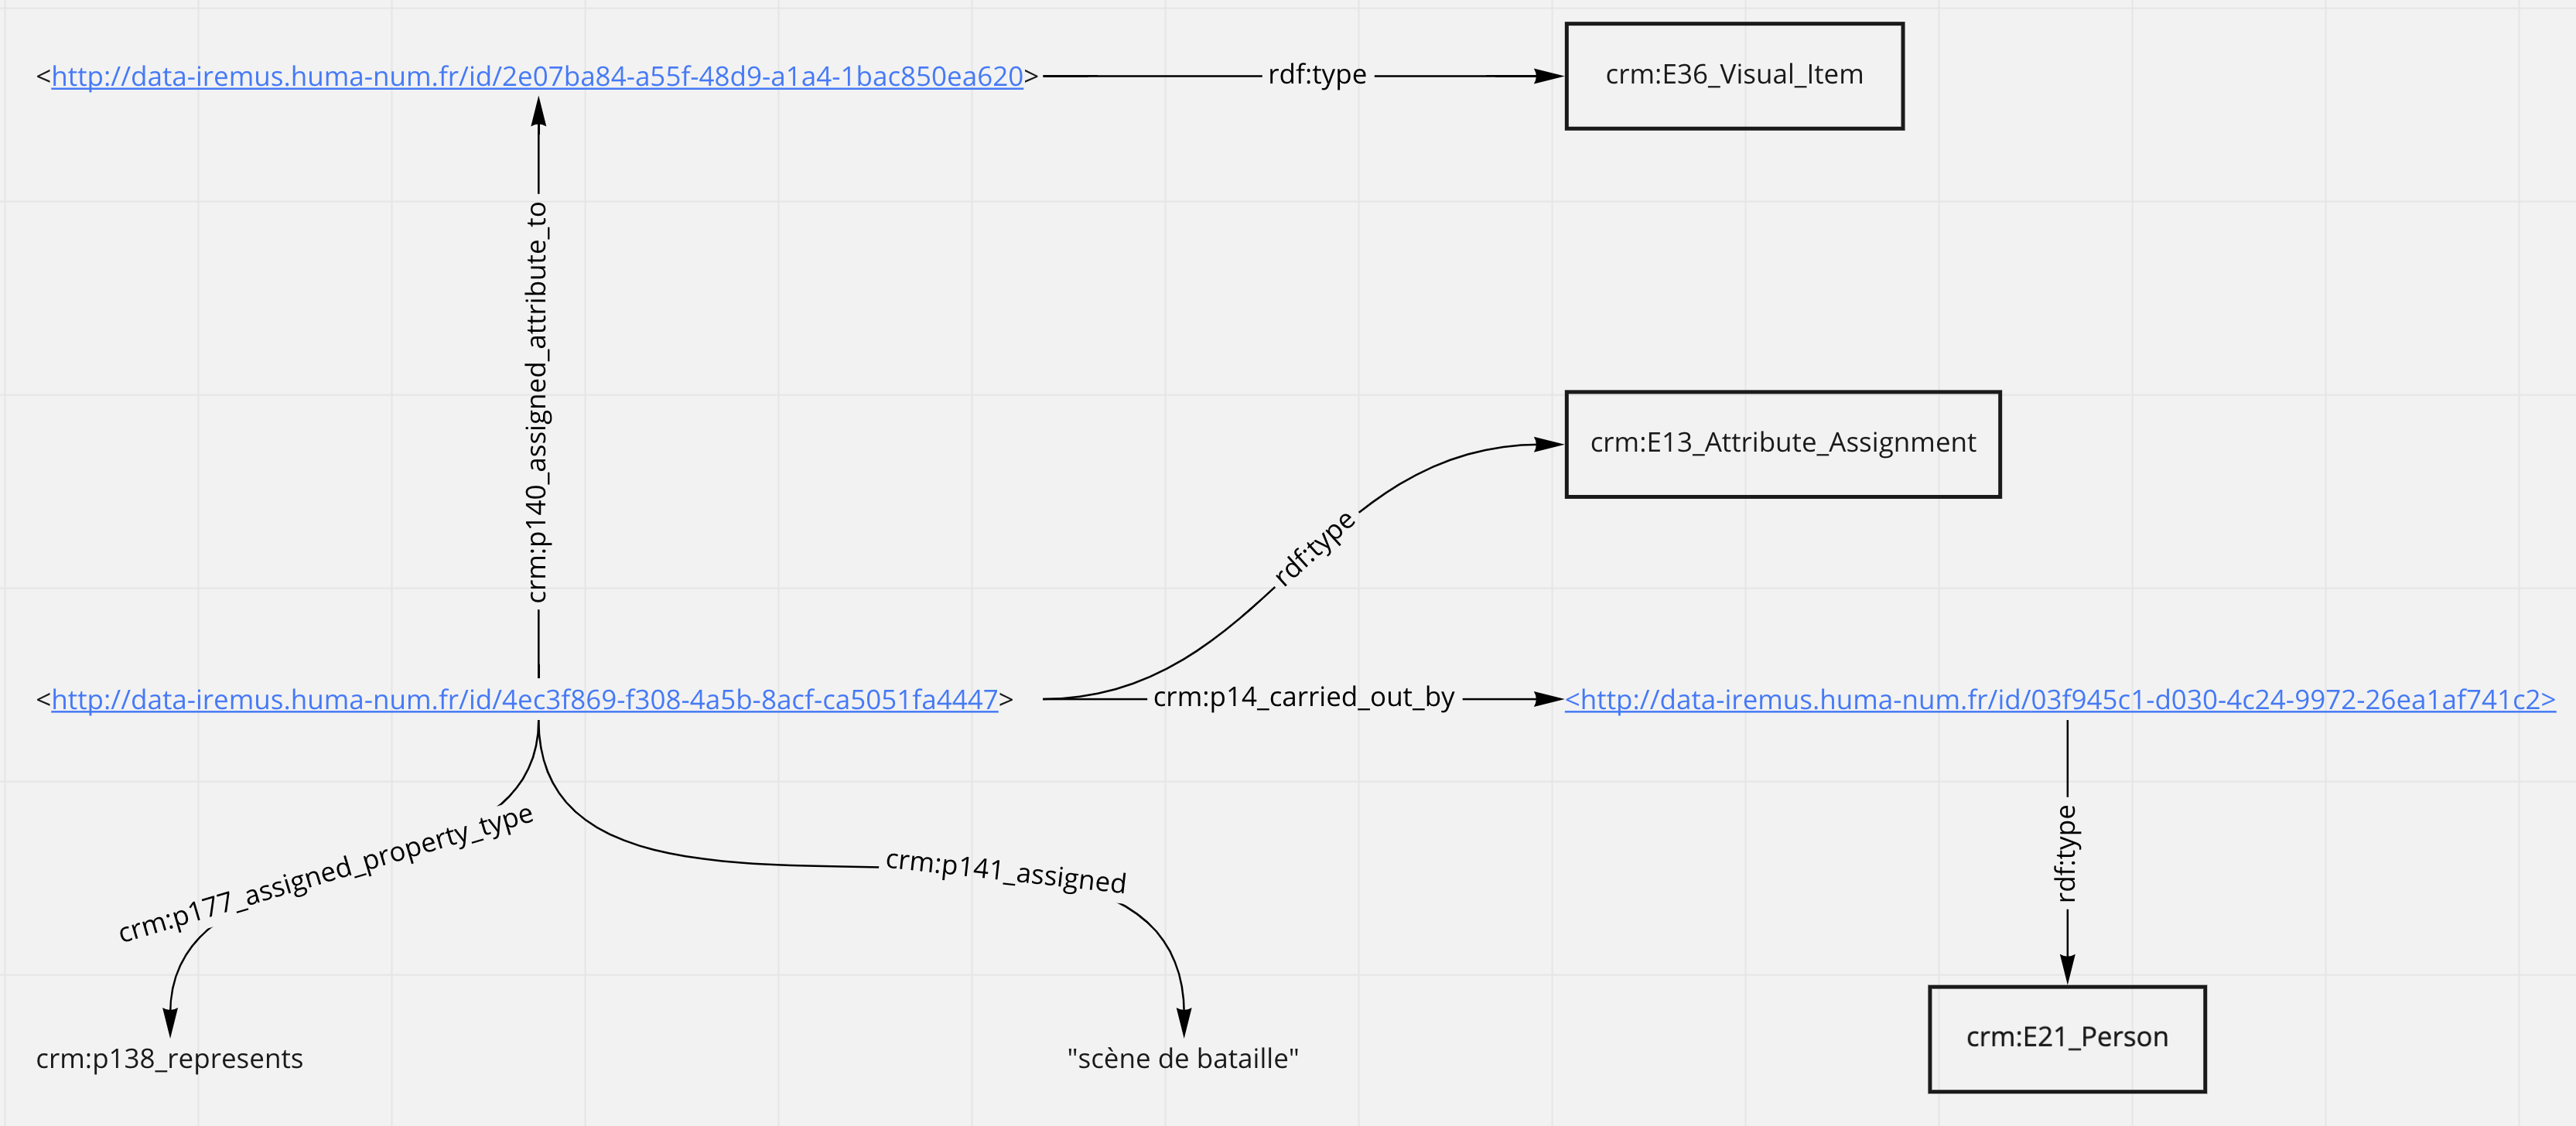 <http://data-iremus.huma-num.fr/id/2e07ba84-a55f-48d9-a1a4-1bac850ea620>
rdf:type
crm:E36_Visual_Item
crm:p140_assigned_attribute_to
crm:E13_Attribute_Assignment
rdf:type
<http://data-iremus.huma-num.fr/id/4ec3f869-f308-4a5b-8acf-ca5051fa4447>
crm:p14_carried_out_by
<http://data-iremus.huma-num.fr/id/03f945c1-d030-4c24-9972-26ea1af741c2>
crm:p177_assigned_property_type
crm:p141_assigned
rdf:type
crm:p138_represents
"scène de bataille"
crm:E21_Person